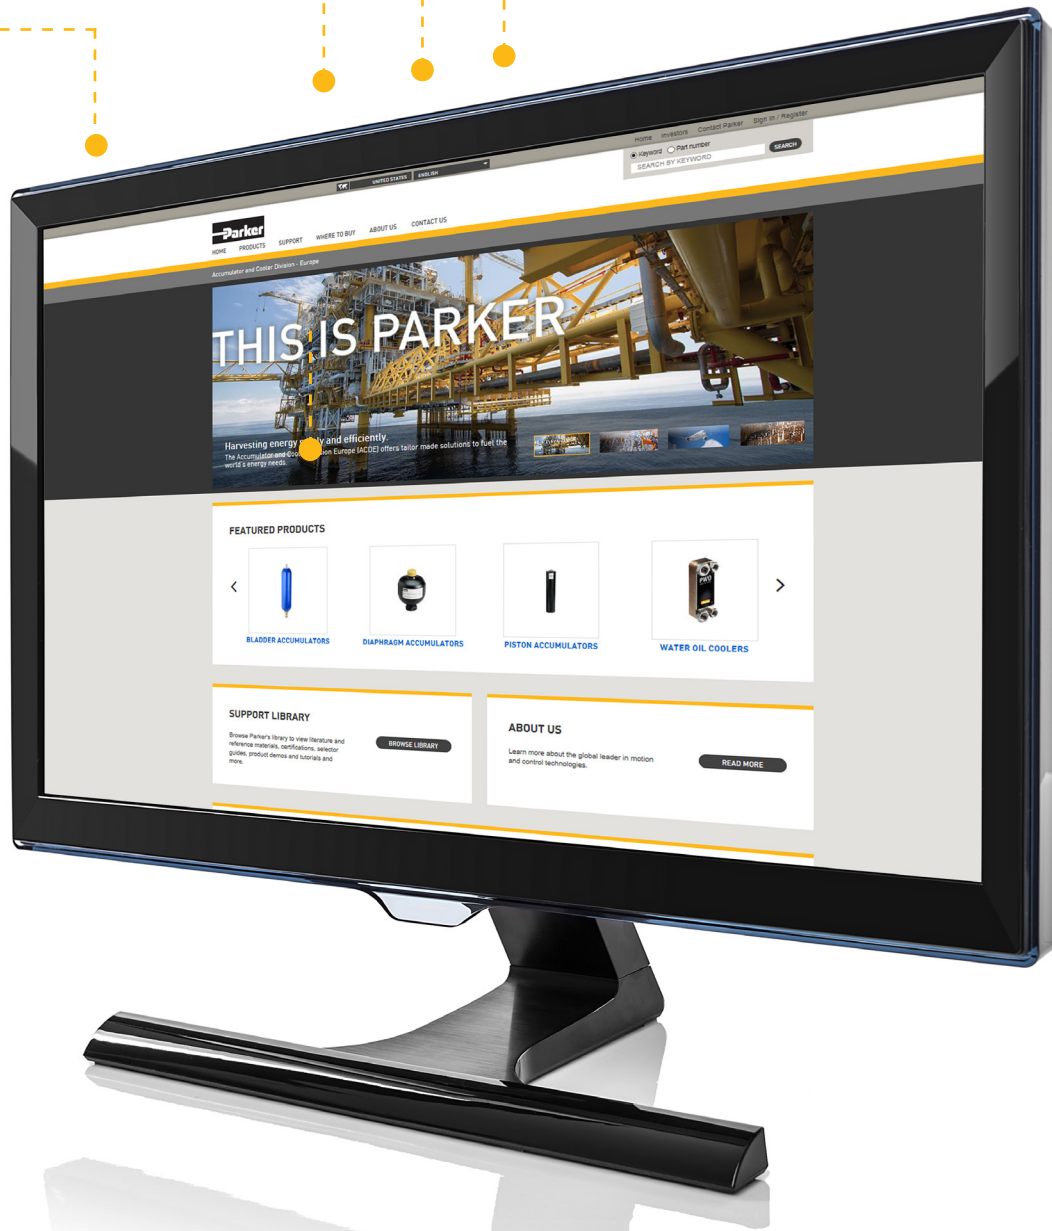 Home Investors Contact Parker Sign In / Register
Keyword Part number
SEARCH BY KEYWORD SEARCH
UNITED STATES ENGLISH
Parker
HOME PRODUCTS SUPPORT WHERE TO BUY ABOUT US CONTACT US
Accumulator and Cooler Division - Europe
THIS IS PARKER
Harvesting energy and efficiently.
The Accumulator and Europe (ACDE) offers tailor made solutions to fuel the
world's energy needs.
FEATURED PRODUCTS
PWO
BLADDER ACCUMULATORS
DIAPHRAGM ACCUMULATORS
PISTON ACCUMULATORS
WATER OIL COOLERS
SUPPORT LIBRARY
Browse Parker's library to view literature and
reference materials, certifications, selector
guides, product demos and tutorials and
more.
BROWSE LIBRARY
ABOUT US
Learn more about the global leader in motion
and control technologies.
READ MORE